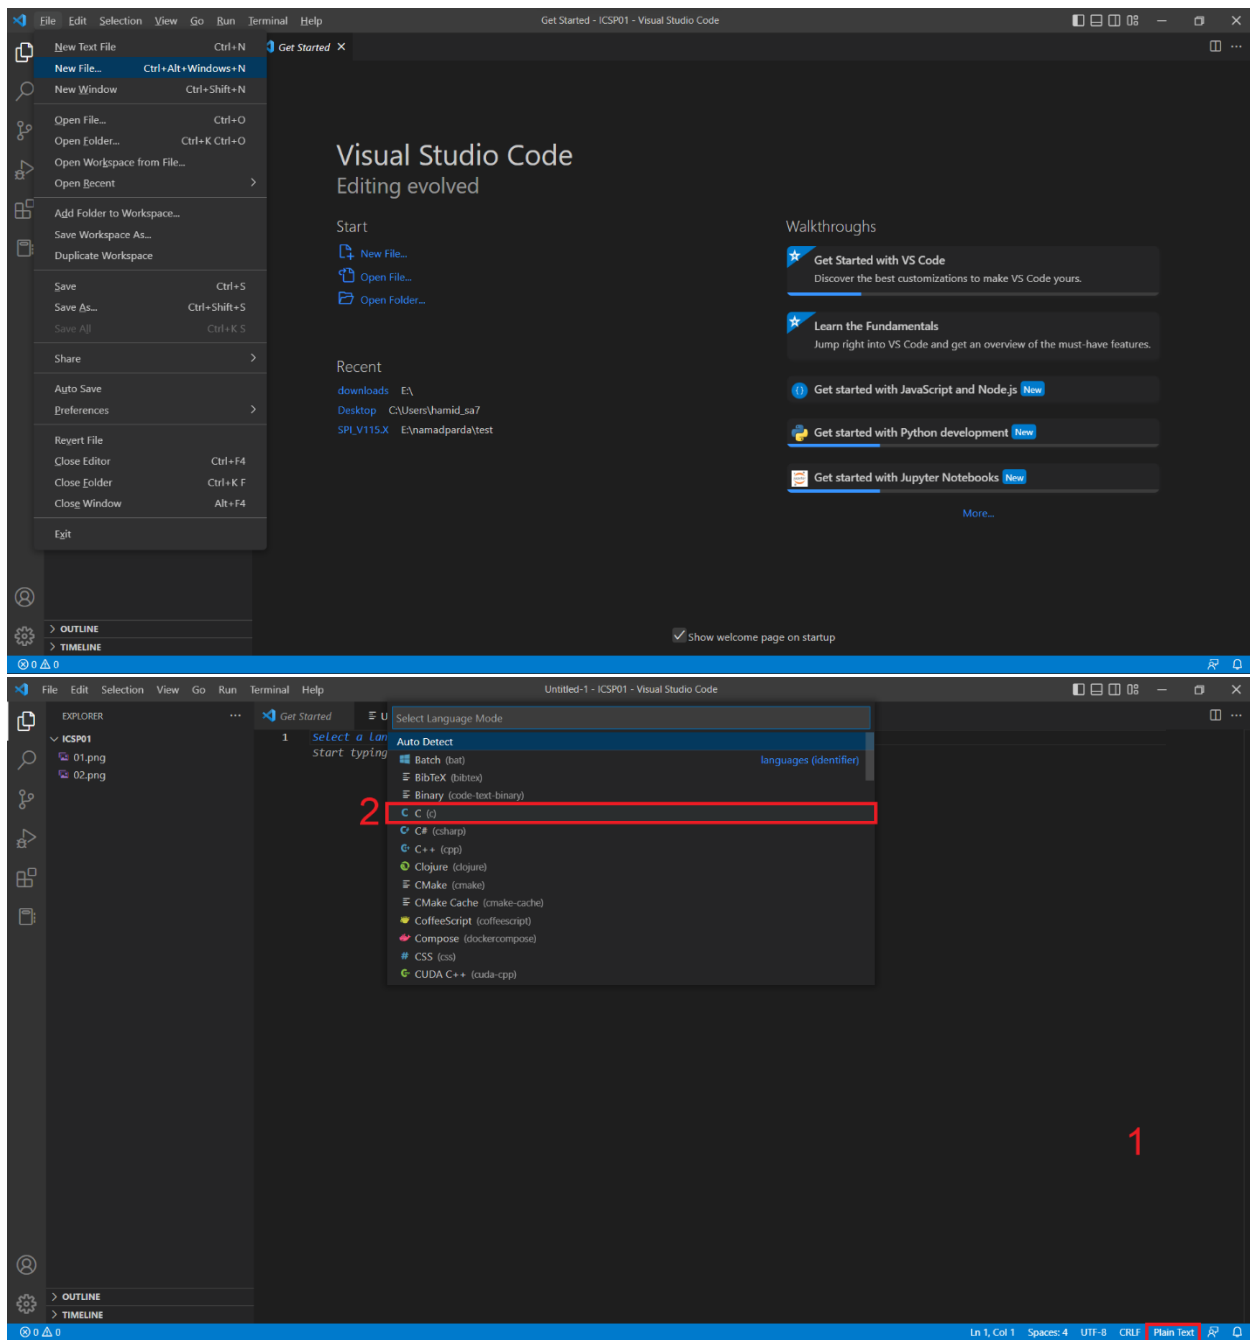 File Edit Selection View Go Run Terminal Help Get Started - ICSP01 - Visual Studio Code
New Text File Ctrl+N
New File... Ctrl+Alt+Windows+N
New Window Ctrl+Shift+N
Open File... Ctrl+O
Open Folder... Ctrl+K Ctrl+O
Open Workspace from File...
Open Recent
Add Folder to Workspace...
Save Workspace As...
Duplicate Workspace
Save Ctrl+S
Save As... Ctrl+Shift+S
Save All Ctrl+K S
Share
Auto Save
Preferences
Revert File
Close Editor Ctrl+F4
Close Folder Ctrl+K F
Close Window Alt+F4
Exit
OUTLINE
TIMELINE
0 0
Get Started
Visual Studio Code
Editing evolved
Start
New File...
Open File...
Open Folder...
Recent
downloads E:\
Desktop C:\Users\hamid_sa7
SPI_V115.X E:\namadparda\test
Walkthroughs
Get Started with VS Code
Discover the best customizations to make VS Code yours.
Learn the Fundamentals
Jump right into VS Code and get an overview of the must-have features.
Get started with JavaScript and Node.js New
Get started with Python development New
Get started with Jupyter Notebooks New
More...
Show welcome page on startup
File Edit Selection View Go Run Terminal Help Untitled-1 - ICSP01 - Visual Studio Code
EXPLORER
ICSP01
01.png
02.png
OUTLINE
TIMELINE
0 0
Get Started U
1 Select a lan
start typing
Select Language Mode
Auto Detect
Batch (bat) languages (identifier)
BibTeX (bibtex)
Binary (code-text-binary)
2 C (c)
C# (csharp)
C++ (cpp)
Clojure (clojure)
CMake (cmake)
CMake Cache (cmake-cache)
CoffeeScript (coffeescript)
Compose (dockercompose)
CSS (css)
CUDA C++ (cuda-cpp)
1
Ln 1, Col 1 Spaces: 4 UTF-8 CRLF Plain Text